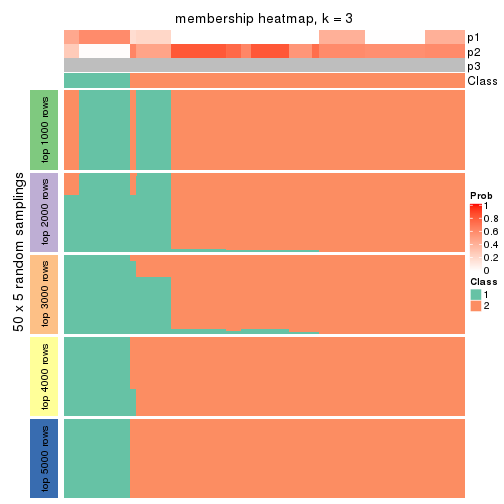 membership heatmap, k = 3
p1
p2
p3
Class
50 x 5 random samplings
top 1000 rows
top 2000 rows
top 3000 rows
top 4000 rows
top 5000 rows
Prob
1
0.8
0.6
0.4
0.2
0
Class
1
2